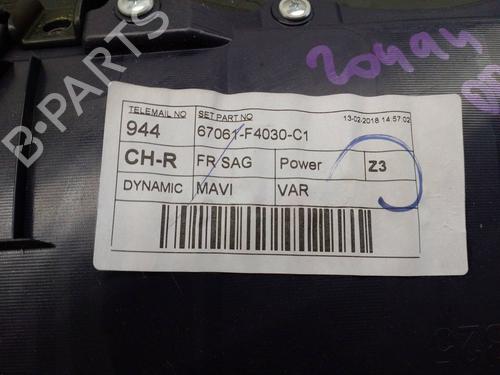 20494
TELEMAIL NO SET PART NO 13-02-2018 14:57:02
944 67061-F4030-C1
CH-R FR SAG Power Z3
DYNAMIC MAVI VAR
B-PARTS